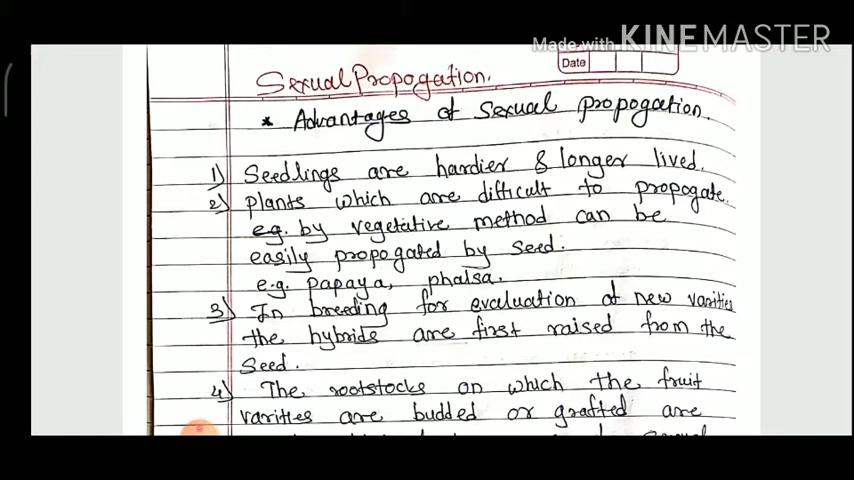 Made with KINEMASTER
Date
Sexual Propogation.
* Advantages of Sexual propogation.
1) Seedlings are hardier & longer lived.
2) plants which are difficult to propogate.
e.g. by vegetative method can be
easily propogated by seed.
e.g. papaya, phalsa.
3) In breeding for evaluation of new varities
the hybrids are first raised from the
seed.
4) The rootstocks on which the fruit
varities are budded or grafted are